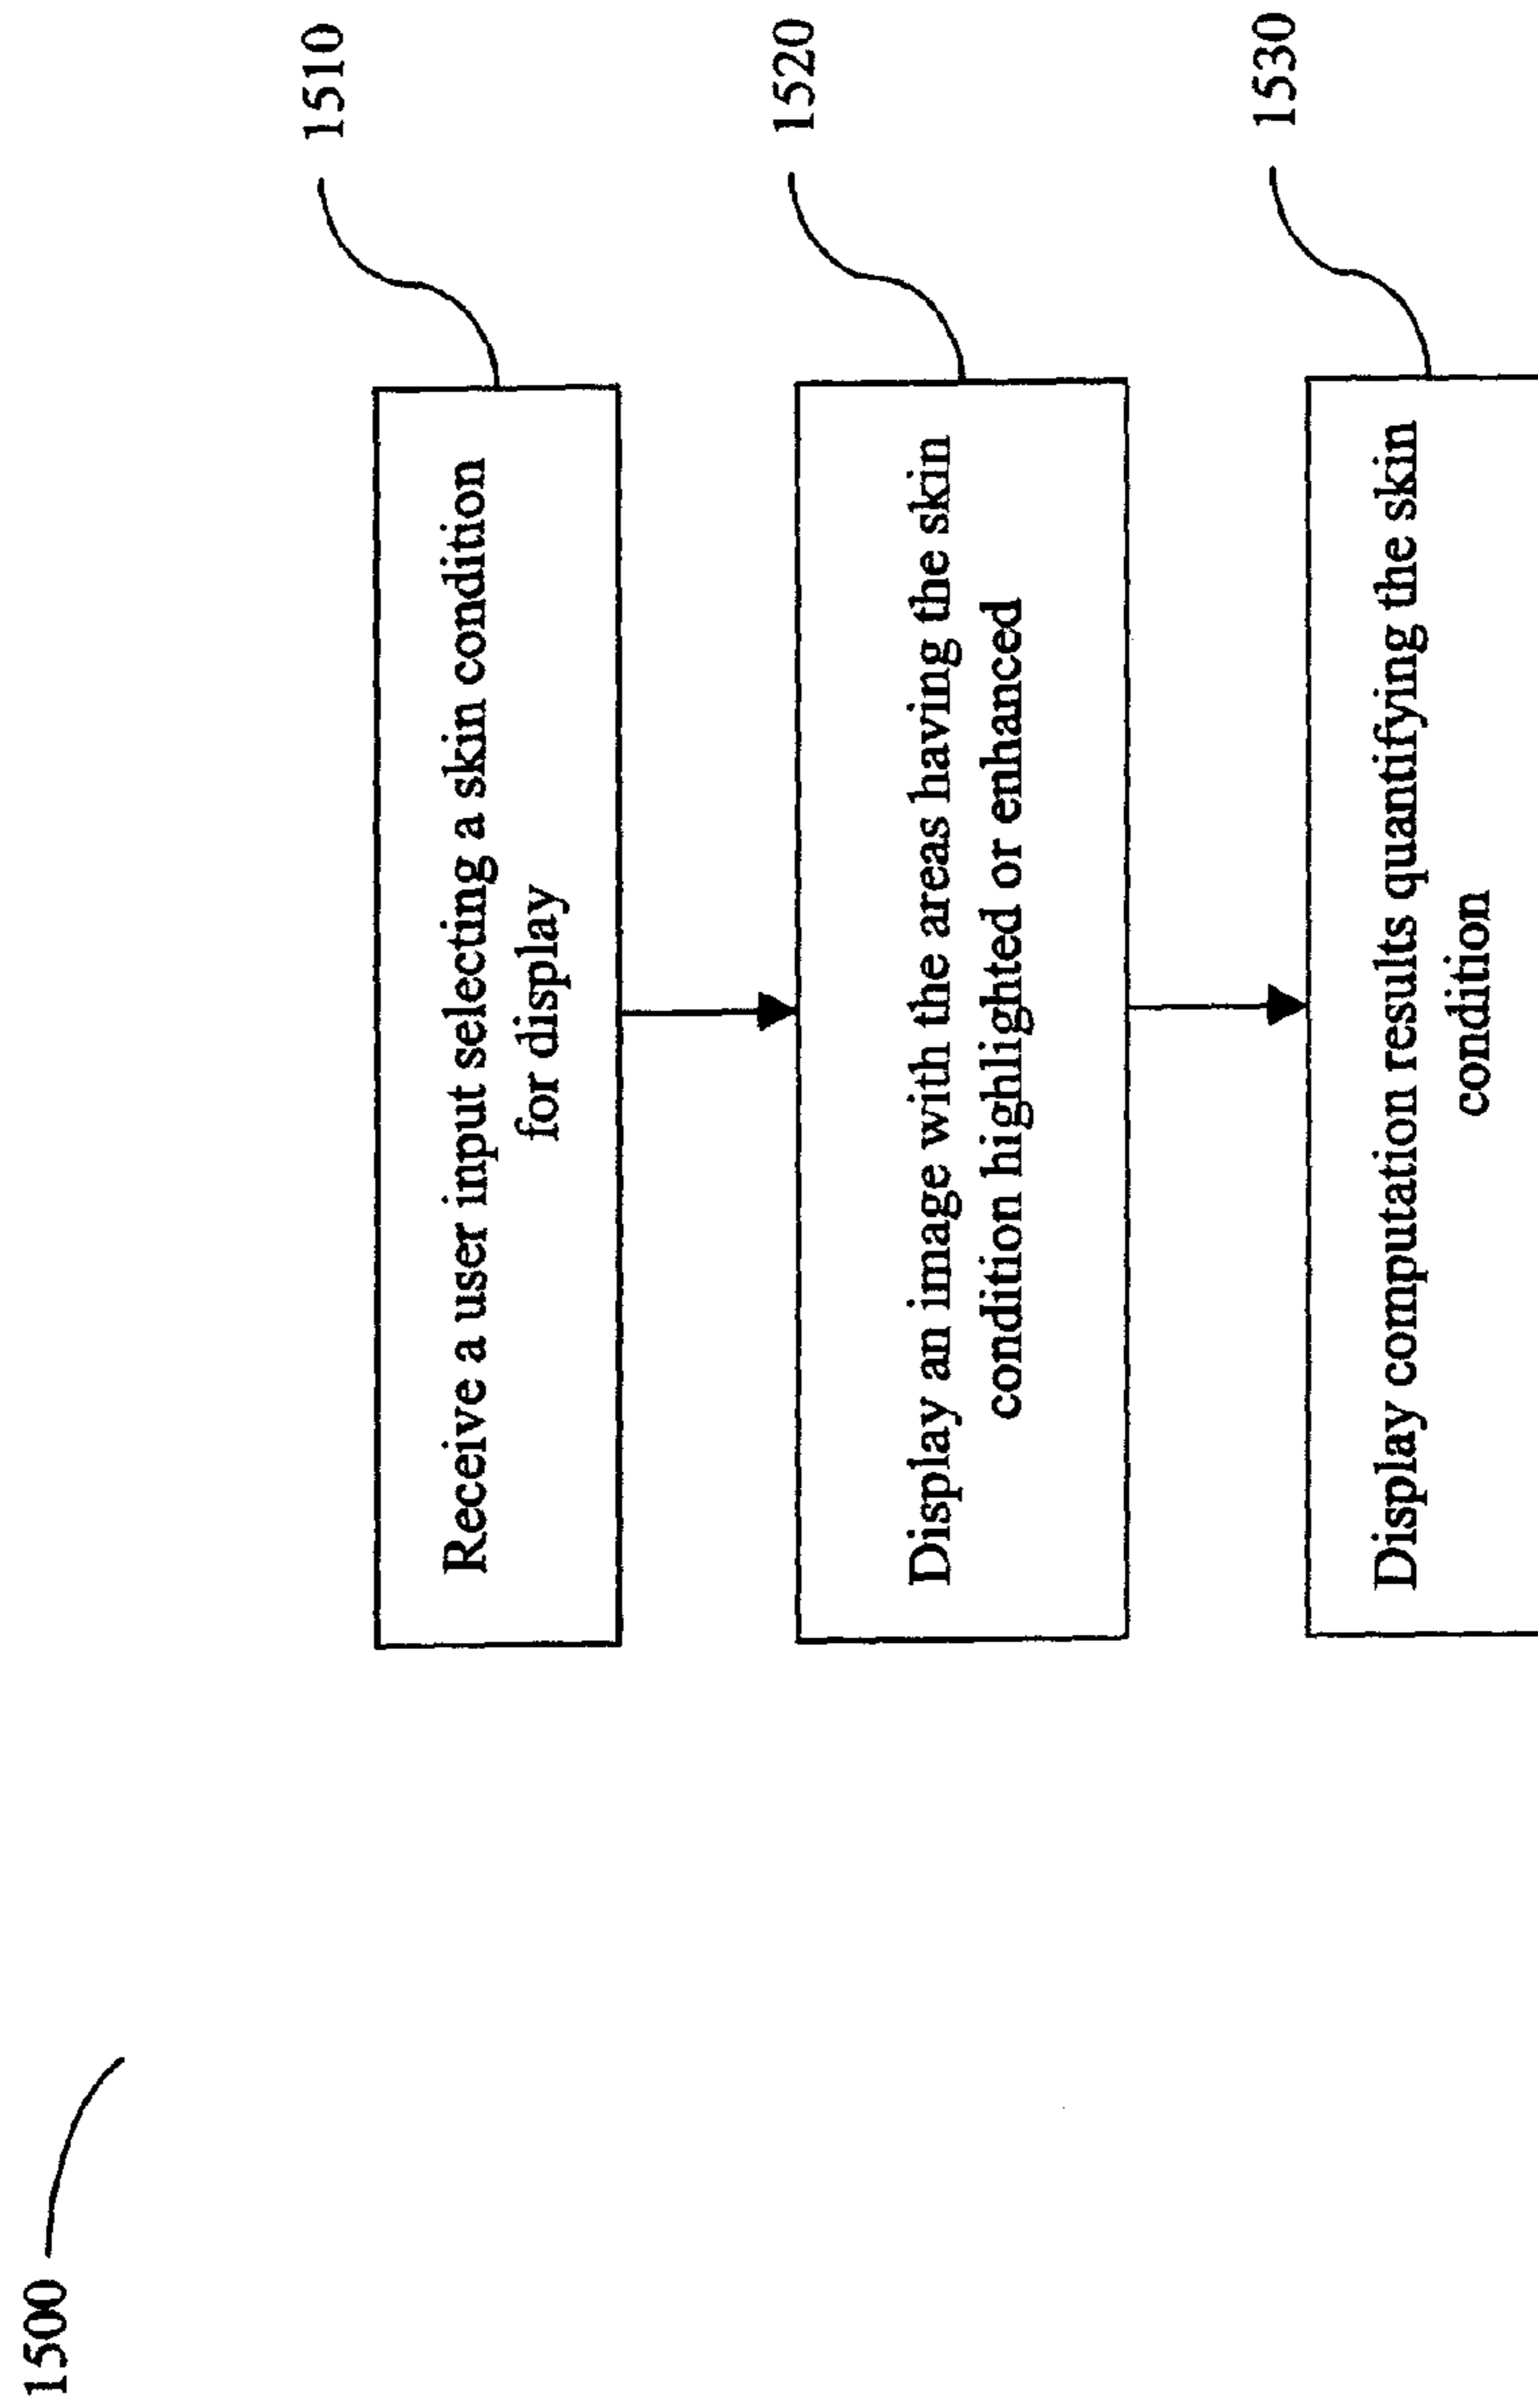 1500
1510
Receive a user input selecting a skin condition
for display
1520
Display an image with the areas having the skin
condition highlighted or enhanced
1530
Display computation results quantifying the skin
condition